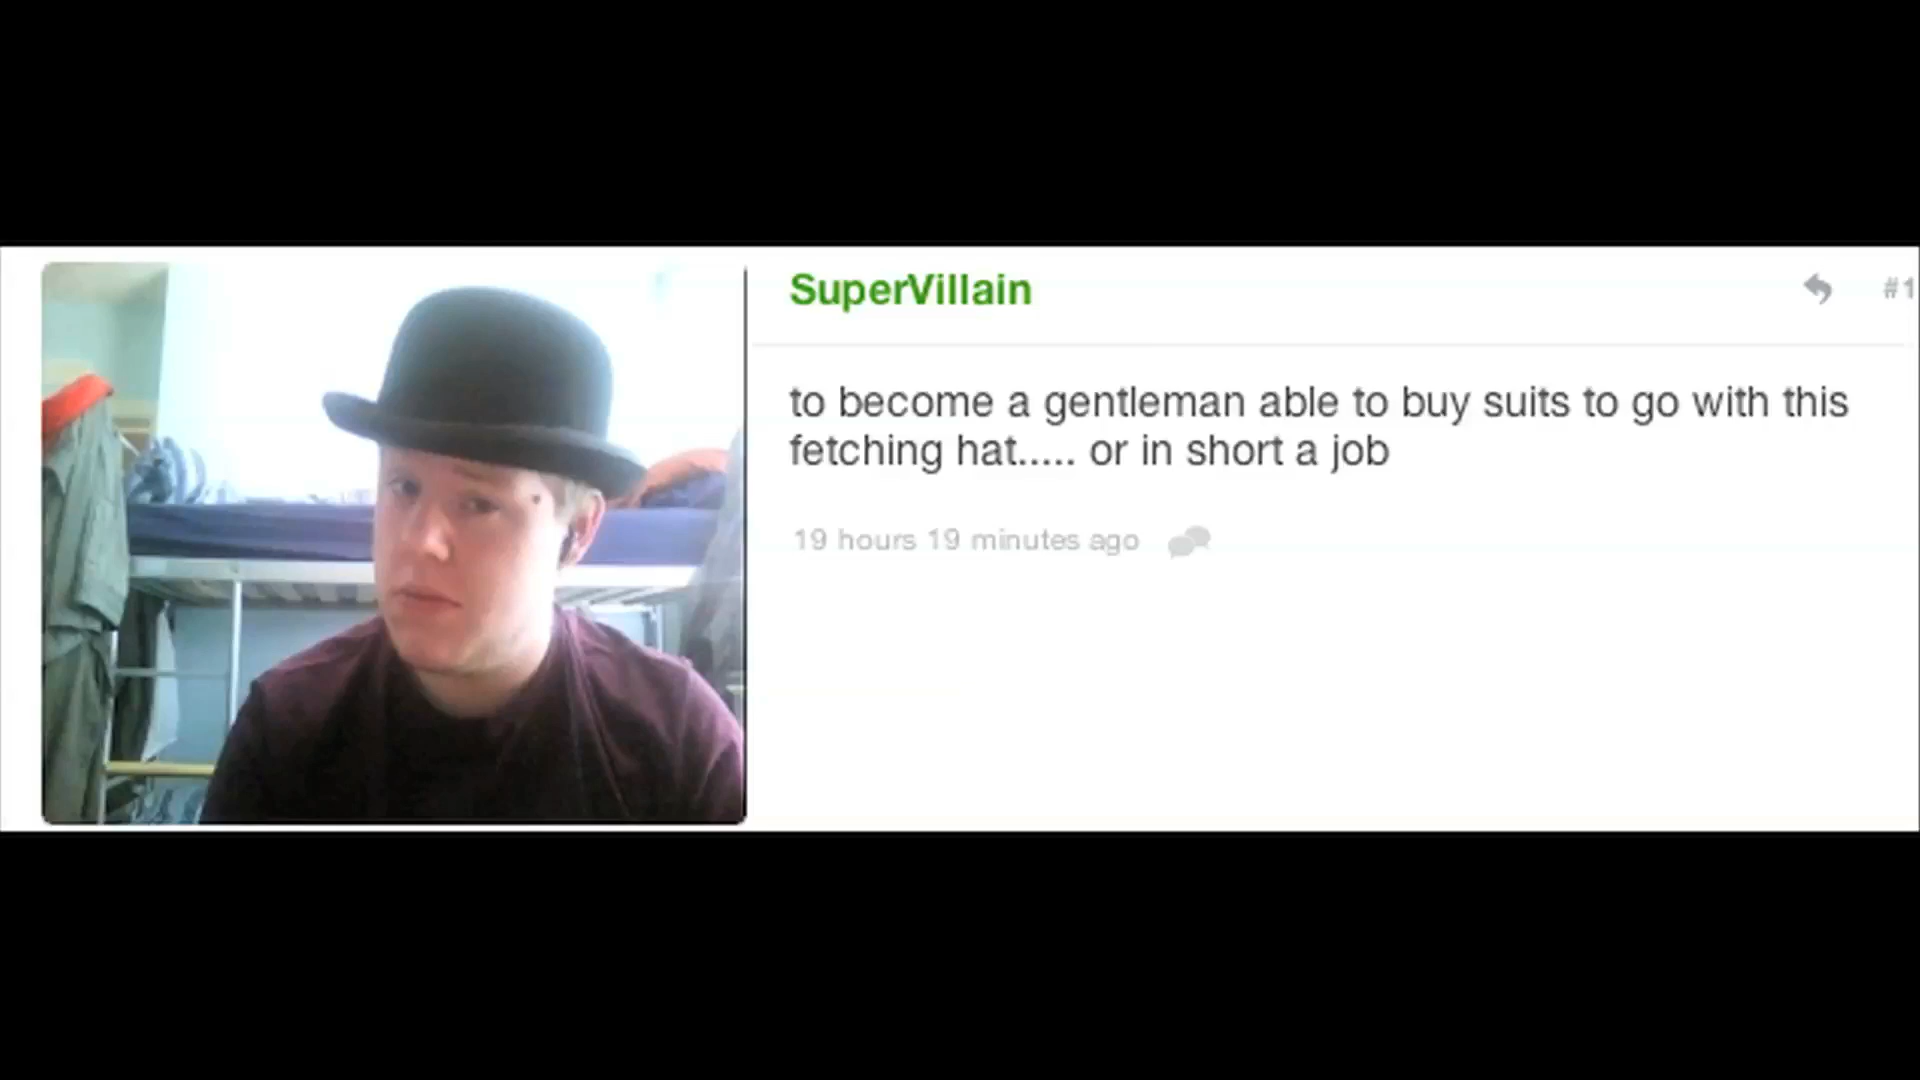 SuperVillain
#1
to become a gentleman able to buy suits to go with this
fetching hat..... or in short a job
19 hours 19 minutes ago